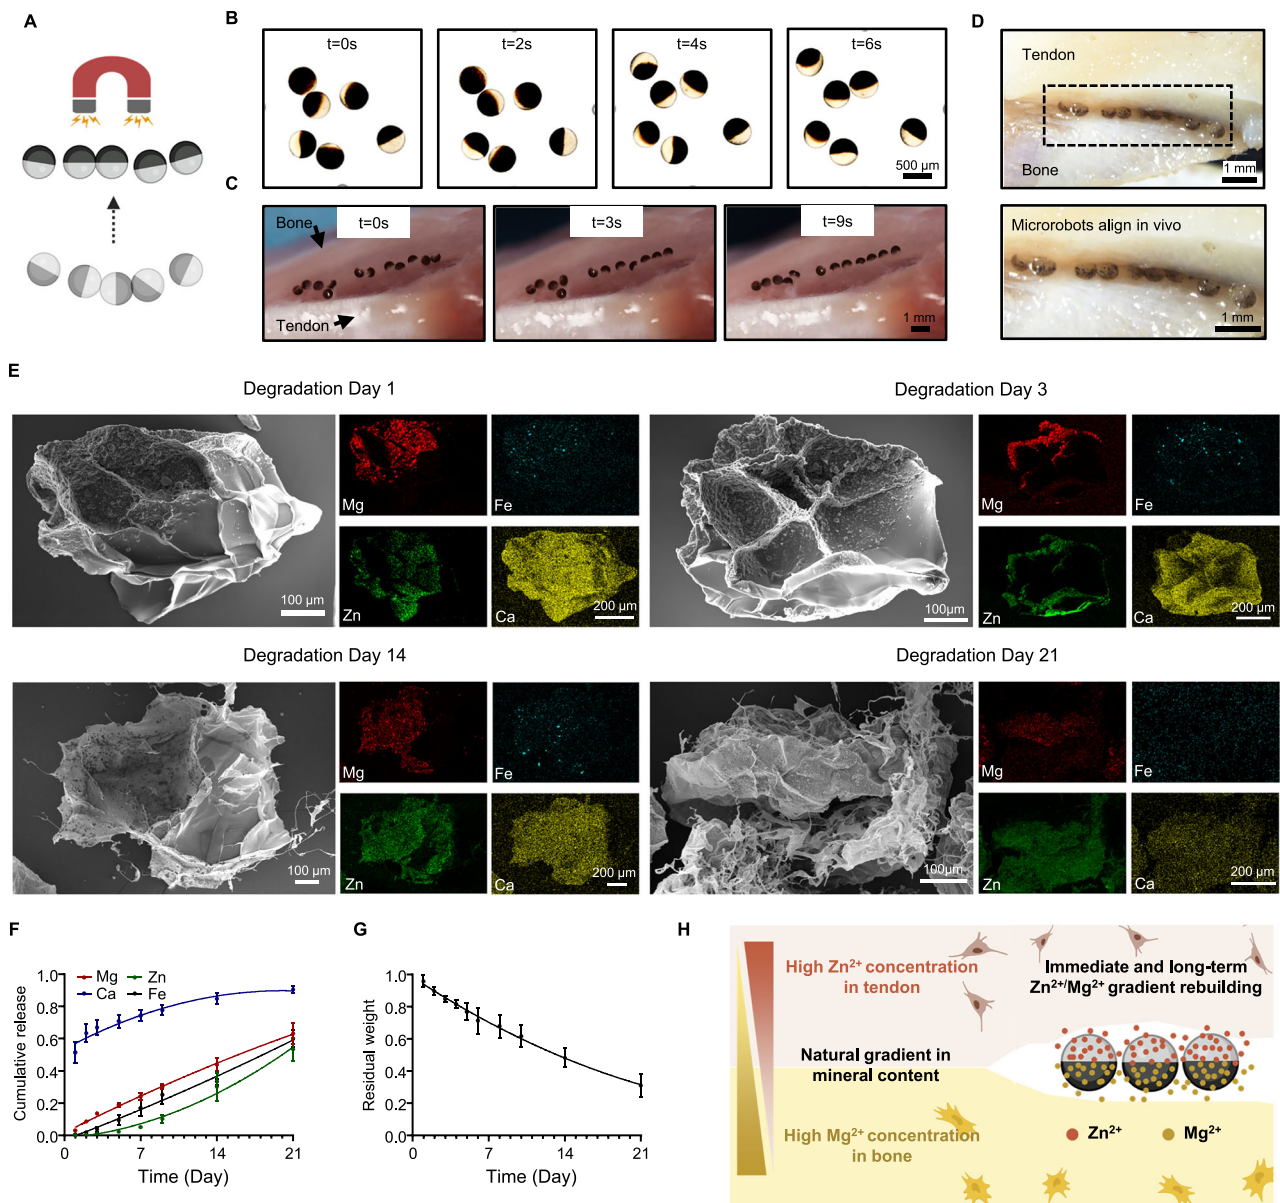 A
B
t=0s
t=2s
t=4s
t=6s
500 µm
C
Bone
t=0s
t=3s
t=9s
Tendon
1 mm
D
Tendon
Bone
1 mm
Microrobots align in vivo
1 mm
E
Degradation Day 1
Degradation Day 3
Mg
Fe
100 µm
Zn
Ca
200 µm
Mg
Fe
100µm
Zn
Ca
200 µm
Degradation Day 14
Degradation Day 21
Mg
Fe
100 µm
Zn
Ca
200 µm
Mg
Fe
100µm
Zn
Ca
200 µm
F
Mg
Zn
Ca
Fe
1.0
0.8
0.6
0.4
0.2
0.0
0
7
14
21
Cumulative release
Time (Day)
G
1.0
0.8
0.6
0.4
0.2
0.0
0
7
14
21
Residual weight
Time (Day)
H
High Zn²⁺ concentration
in tendon
Immediate and long-term
Zn²⁺/Mg²⁺ gradient rebuilding
Natural gradient in
mineral content
High Mg²⁺ concentration
in bone
Zn²⁺
Mg²⁺